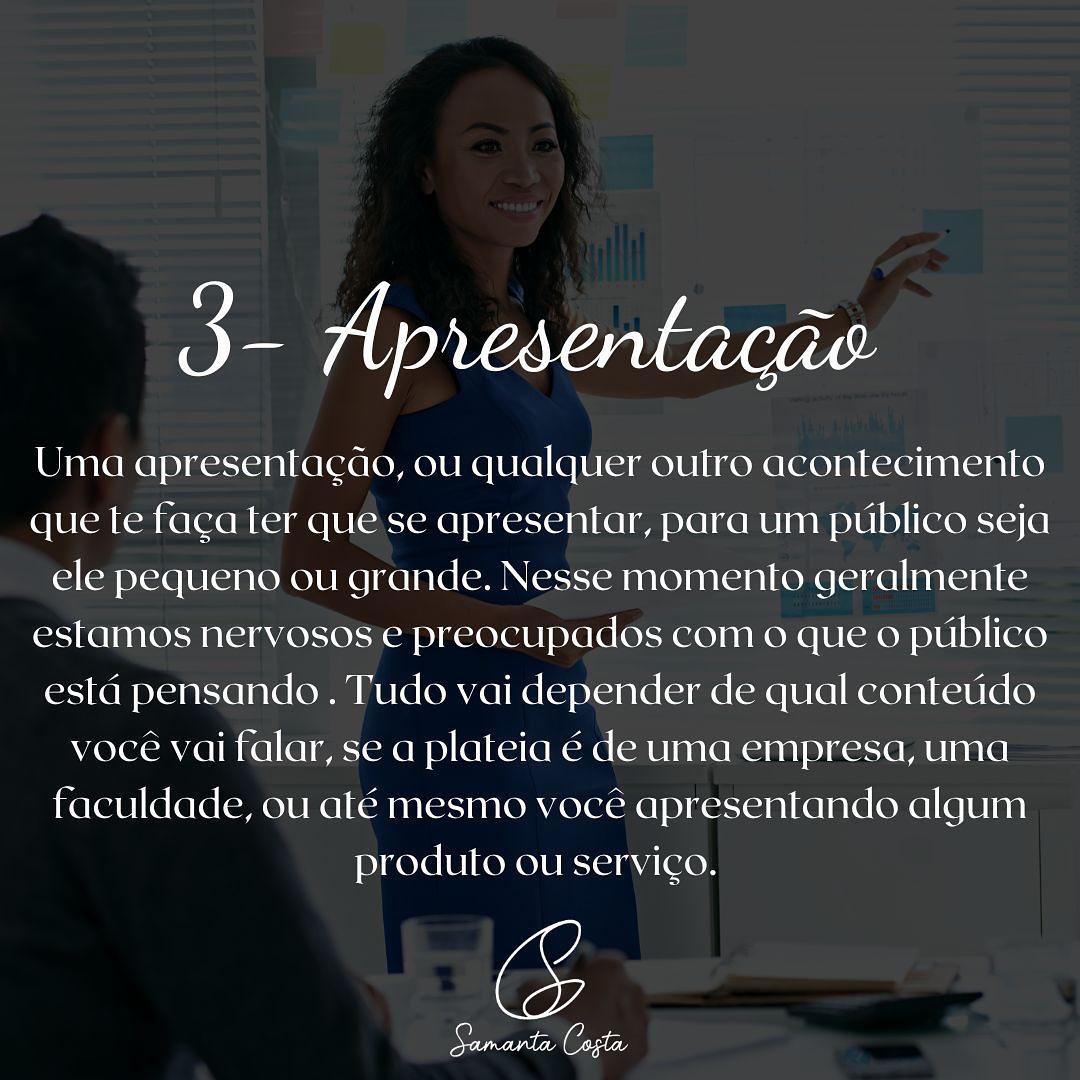 3- Apresentação
Uma apresentação, ou qualquer outro acontecimento
que te faça ter que se apresentar, para um público seja
ele pequeno ou grande. Nesse momento geralmente
estamos nervosos e preocupados com o que o público
está pensando . Tudo vai depender de qual conteúdo
você vai falar, se a plateia é de uma empresa, uma
faculdade, ou até mesmo você apresentando algum
produto ou serviço.
Samanta Costa